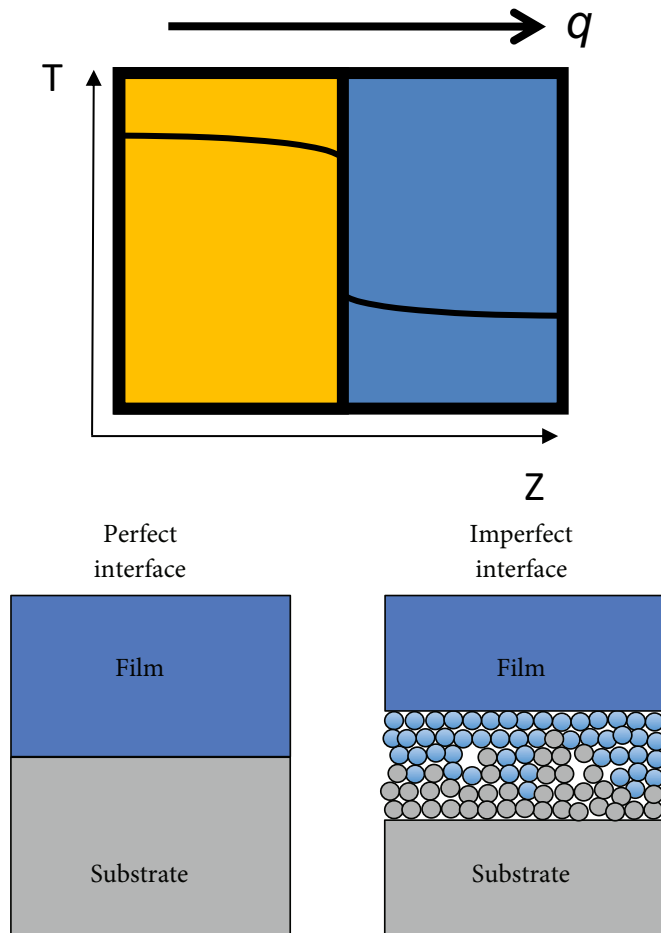 q
T
Z
Perfect
interface
Imperfect
interface
Film
Film
Substrate
Substrate